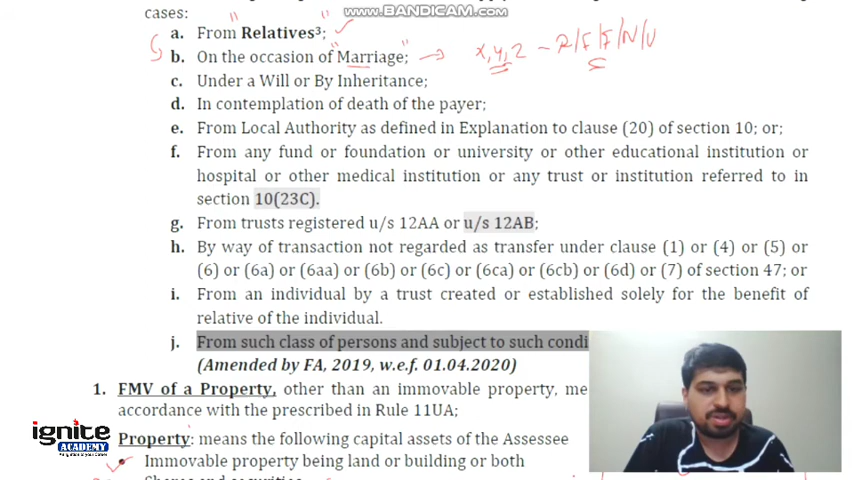 www.BANDICAM.com
cases:
a. From Relatives³;
b. On the occasion of "Marriage"; → x, y, z ~ R/F/F/N/U
c. Under a Will or By Inheritance;
d. In contemplation of death of the payer;
e. From Local Authority as defined in Explanation to clause (20) of section 10; or;
f. From any fund or foundation or university or other educational institution or
hospital or other medical institution or any trust or institution referred to in
section 10(23C).
g. From trusts registered u/s 12AA or u/s 12AB;
h. By way of transaction not regarded as transfer under clause (1) or (4) or (5) or
(6) or (6a) or (6aa) or (6b) or (6c) or (6ca) or (6cb) or (6d) or (7) of section 47; or
i. From an individual by a trust created or established solely for the benefit of
relative of the individual.
j. From such class of persons and subject to such condi
(Amended by FA, 2019, w.e.f. 01.04.2020)
1. FMV of a Property, other than an immovable property, me
accordance with the prescribed in Rule 11UA;
ignite
ACADEMY
Property: means the following capital assets of the Assessee
• Immovable property being land or building or both
Shares and securities